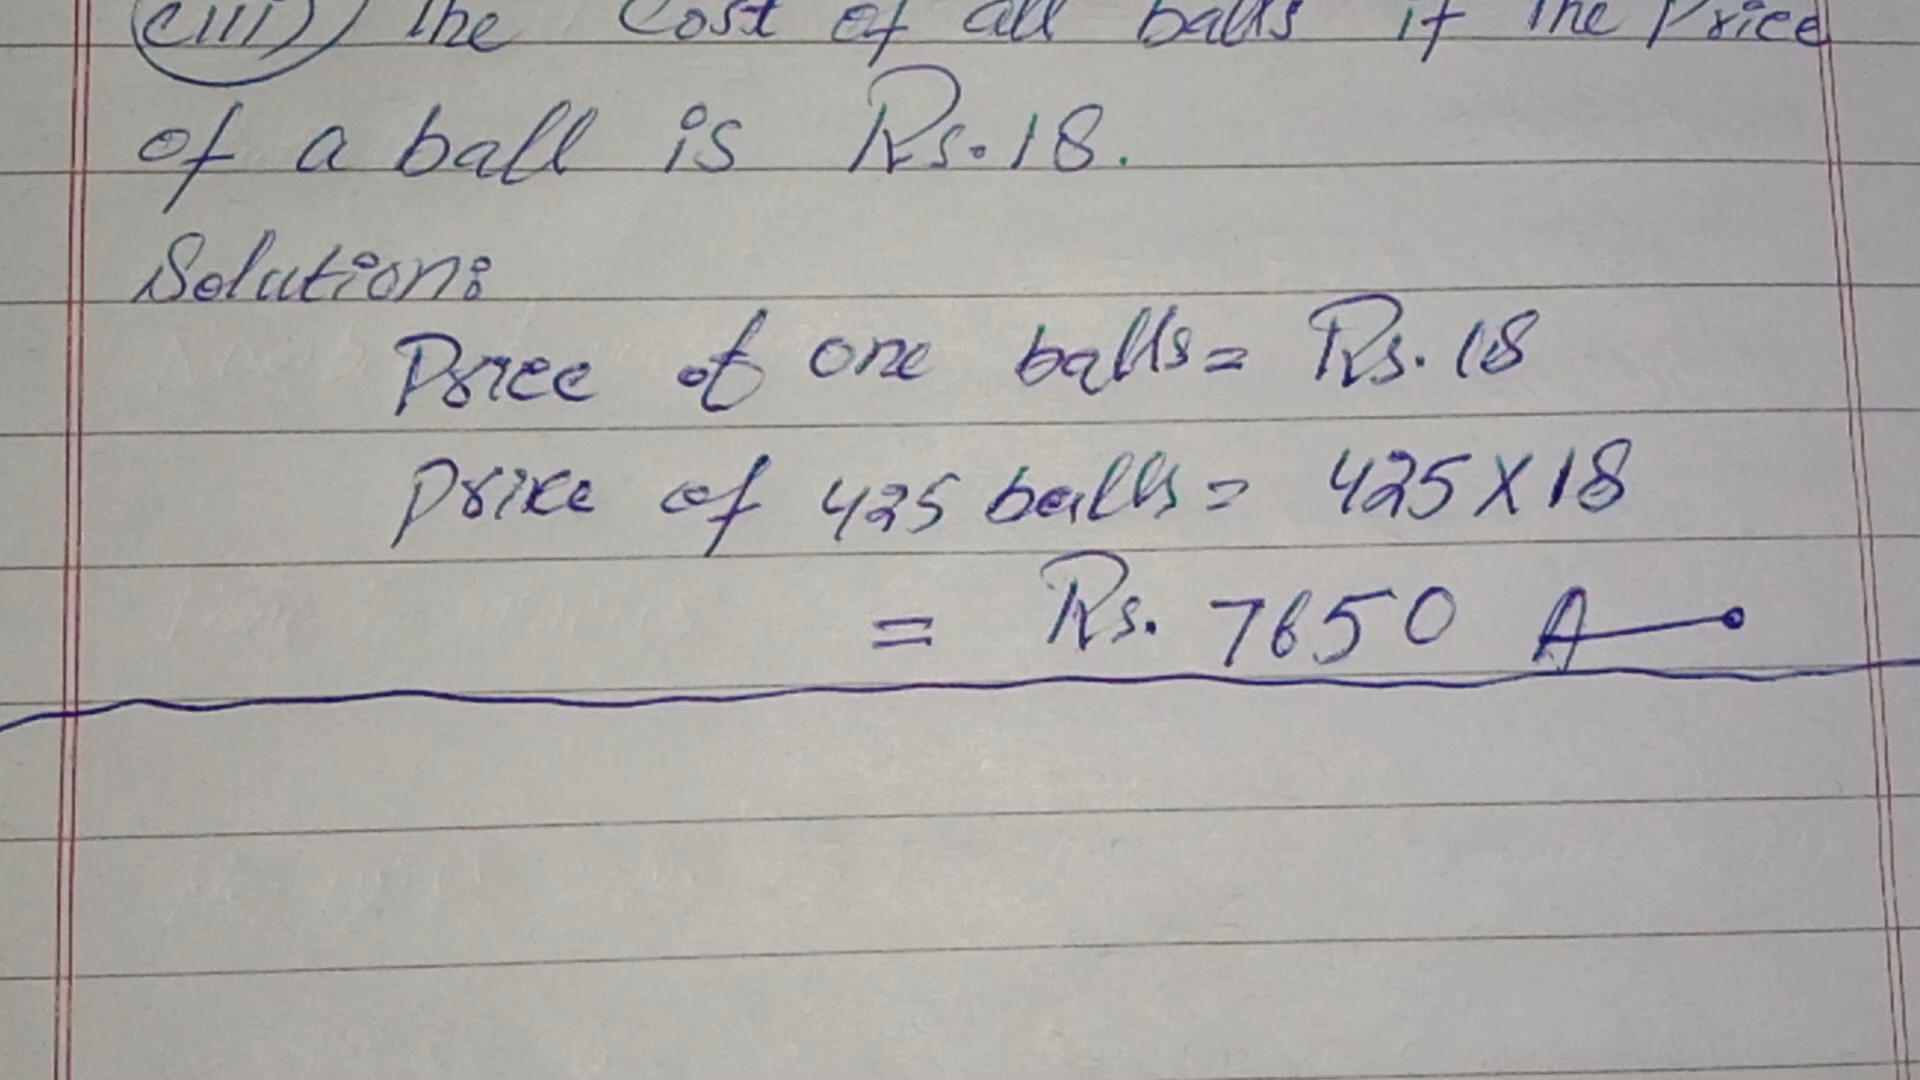 (iii) The Cost of all balls if the Price
of a ball is Rs. 18.
Solution:
Price of one balls = Rs. 18
Price of 425 balls = 425 X 18
= Rs. 7650 A